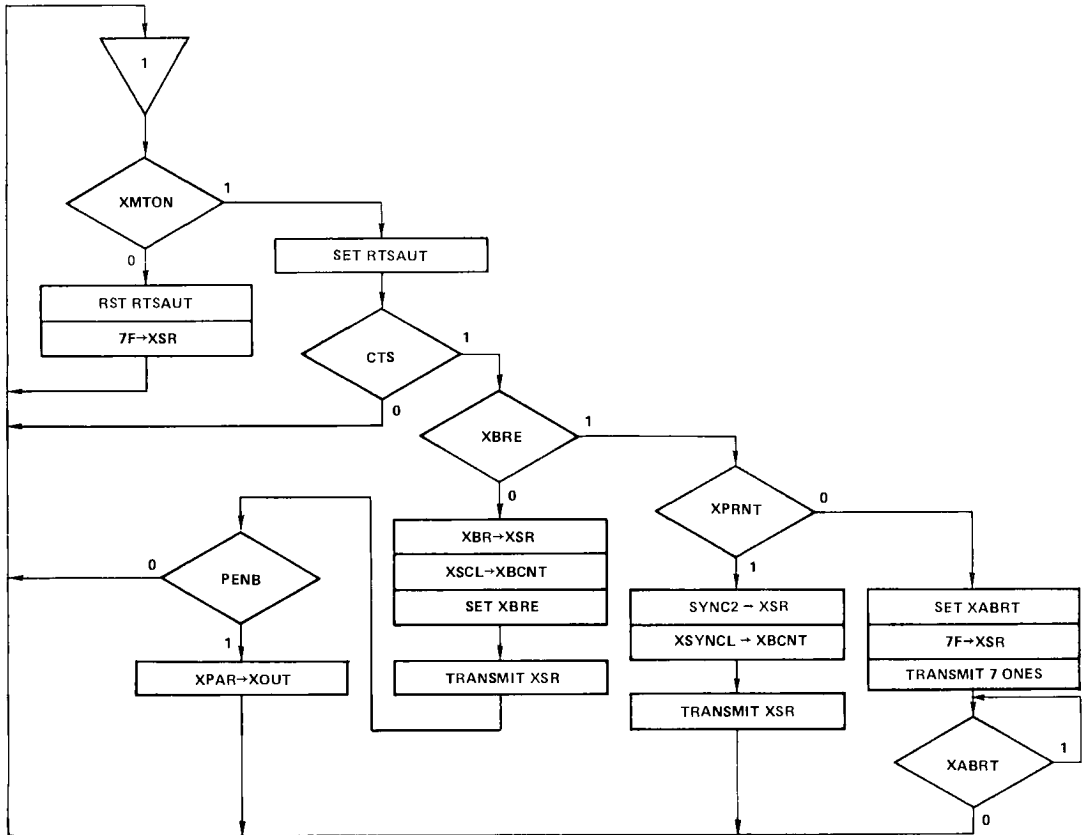 1
XMTON
1
0
SET RTSAUT
RST RTSAUT
7F→XSR
CTS
1
0
XBRE
1
0
XPRNT
0
1
XBR→XSR
XSCL→XBCNT
SET XBRE
TRANSMIT XSR
PENB
0
1
XPAR→XOUT
SYNC2→XSR
XSYNCL→XBCNT
TRANSMIT XSR
SET XABRT
7F→XSR
TRANSMIT 7 ONES
XABRT
1
0